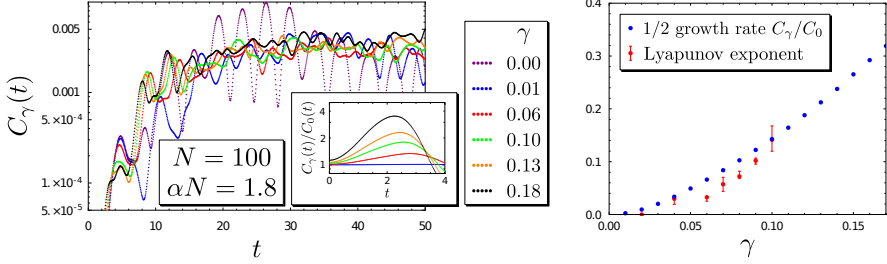 0.005
0.001
5.×10⁻⁴
1.×10⁻⁴
5.×10⁻⁵
C_γ(t)
0 10 20 30 40 50
t
N = 100
αN = 1.8
C_γ(t)/C_0(t)
4
2
1
0 2 4
t
γ
0.00
0.01
0.06
0.10
0.13
0.18
0.4
0.3
0.2
0.1
0.0
1/2 growth rate C_γ/C_0
Lyapunov exponent
0.00 0.05 0.10 0.15
γ